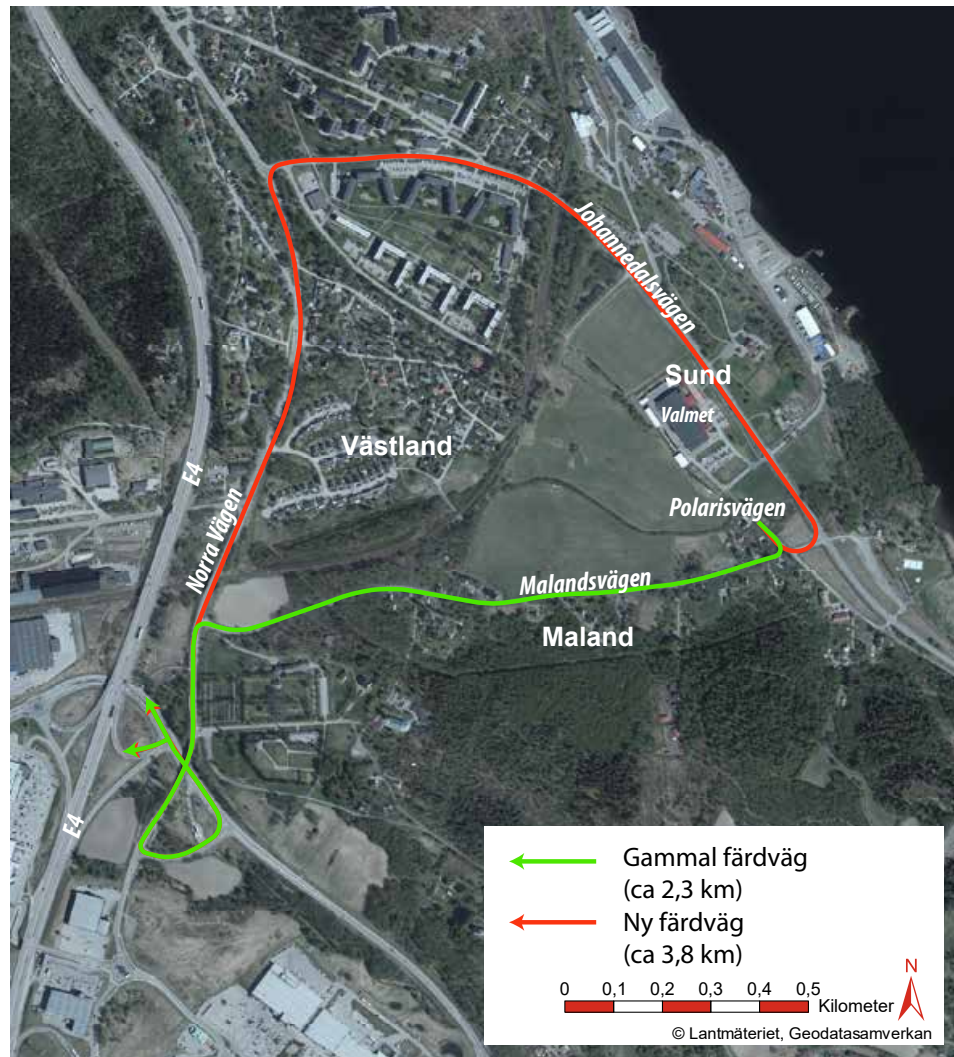 Johannedalsvägen
Sund
Valmet
Västland
E4
Polarisvägen
Norra Vägen
Malandsvägen
Maland
E4
Gammal färdväg
(ca 2,3 km)
Ny färdväg
(ca 3,8 km)
N
0 0,1 0,2 0,3 0,4 0,5
Kilometer
© Lantmäteriet, Geodatasamverkan